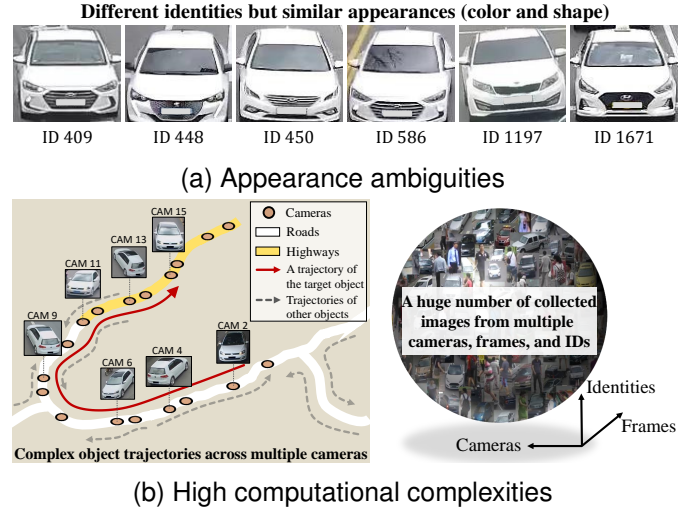 Different identities but similar appearances (color and shape)
ID 409
ID 448
ID 450
ID 586
ID 1197
ID 1671
(a) Appearance ambiguities
CAM 15
CAM 13
CAM 11
CAM 9
CAM 6
CAM 4
CAM 2
Cameras
Roads
Highways
A trajectory of
the target object
Trajectories of
other objects
Complex object trajectories across multiple cameras
A huge number of collected
images from multiple
cameras, frames, and IDs
Identities
Frames
Cameras
(b) High computational complexities